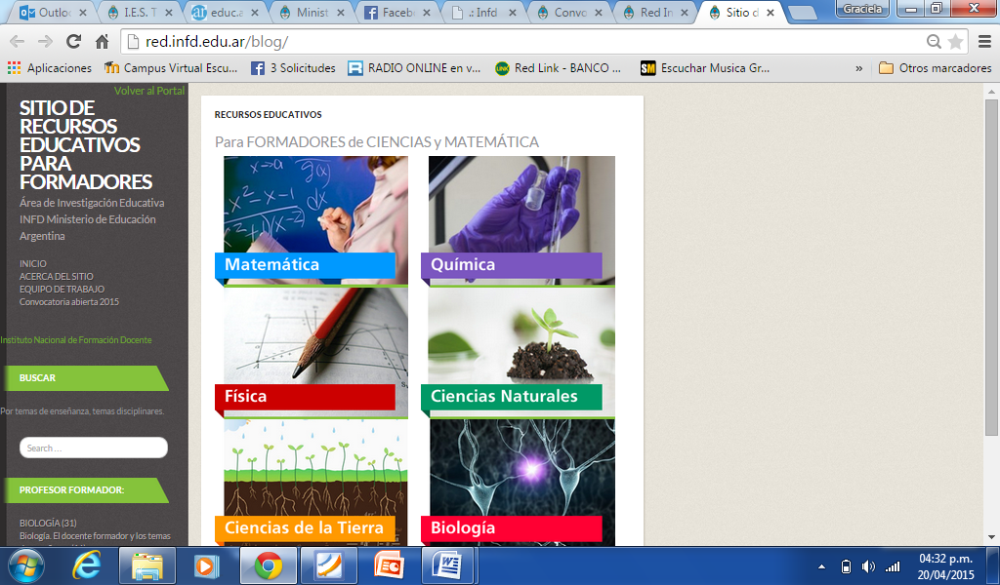 Outloo
I.E.S. T
educ.a
Minist
Faceb
.: Infd
Convo
Red In
Sitio d
Graciela
red.infd.edu.ar/blog/
Aplicaciones
Campus Virtual Escu...
3 Solicitudes
RADIO ONLINE en v...
Red Link - BANCO ...
Escuchar Musica Gr...
»
Otros marcadores
Volver al Portal
SITIO DE
RECURSOS
EDUCATIVOS
PARA
FORMADORES
Área de Investigación Educativa
INFD Ministerio de Educación
Argentina
INICIO
ACERCA DEL SITIO
EQUIPO DE TRABAJO
Convocatoria abierta 2015
Instituto Nacional de Formación Docente
BUSCAR
Por temas de enseñanza, temas disciplinares.
Search ...
PROFESOR FORMADOR:
BIOLOGÍA (31)
Biología. El docente formador y los temas
RECURSOS EDUCATIVOS
Para FORMADORES de CIENCIAS y MATEMÁTICA
Matemática
Química
Física
Ciencias Naturales
Ciencias de la Tierra
Biología
04:32 p.m.
20/04/2015